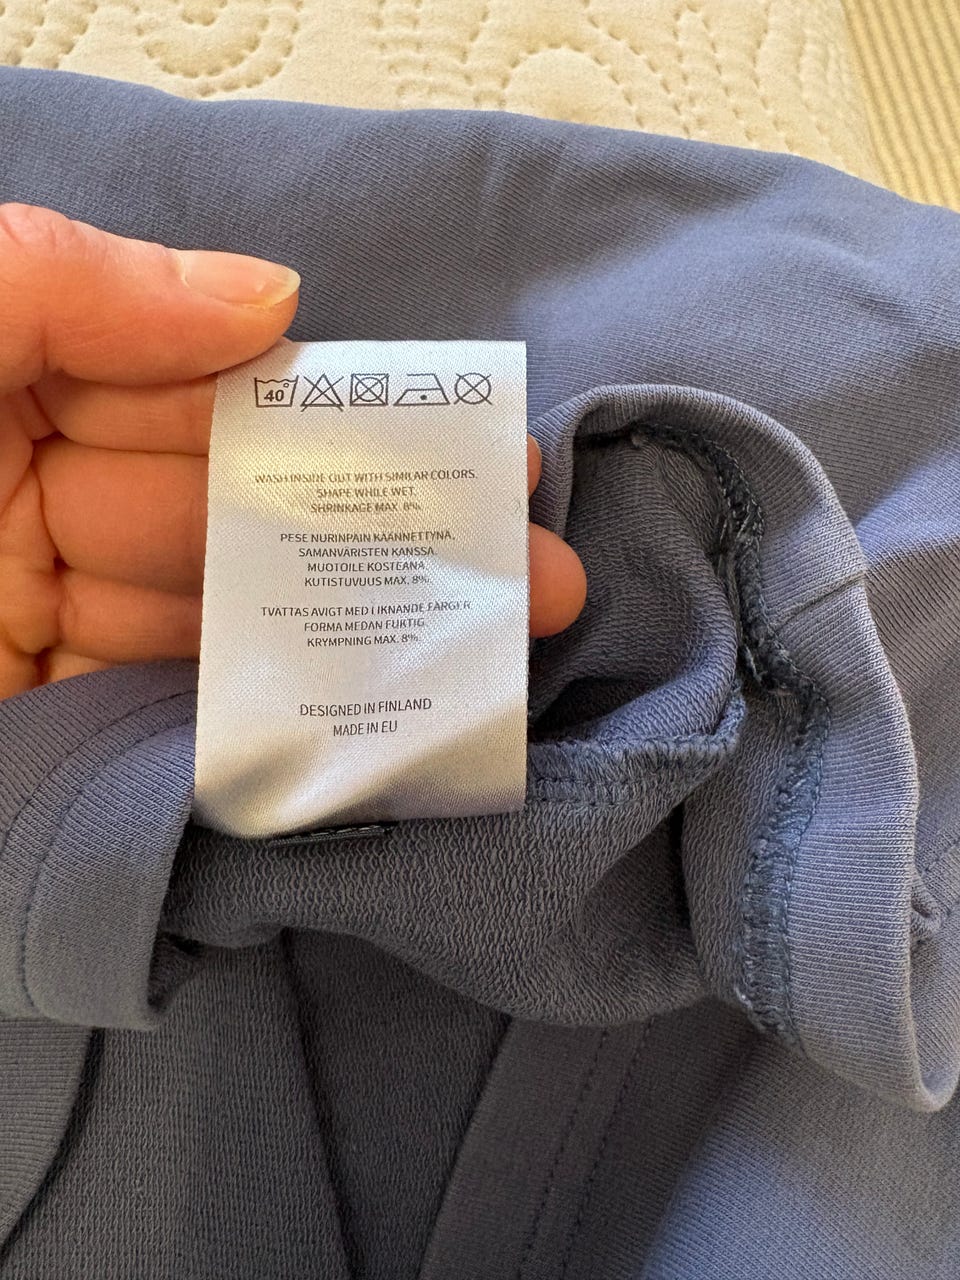 40°
WASH INSIDE OUT WITH SIMILAR COLORS.
SHAPE WHILE WET.
SHRINKAGE MAX. 8%.
PESE NURINPAIN KÄÄNNETTYNÄ,
SAMANVÄRISTEN KANSSA.
MUOTOILE KOSTEANA.
KUTISTUVUUS MAX. 8%.
TVÄTTAS AVIGT MED LIKNANDE FÄRGER.
FORMA MEDAN FUKTIG.
KRYMPNING MAX. 8%.
DESIGNED IN FINLAND
MADE IN EU